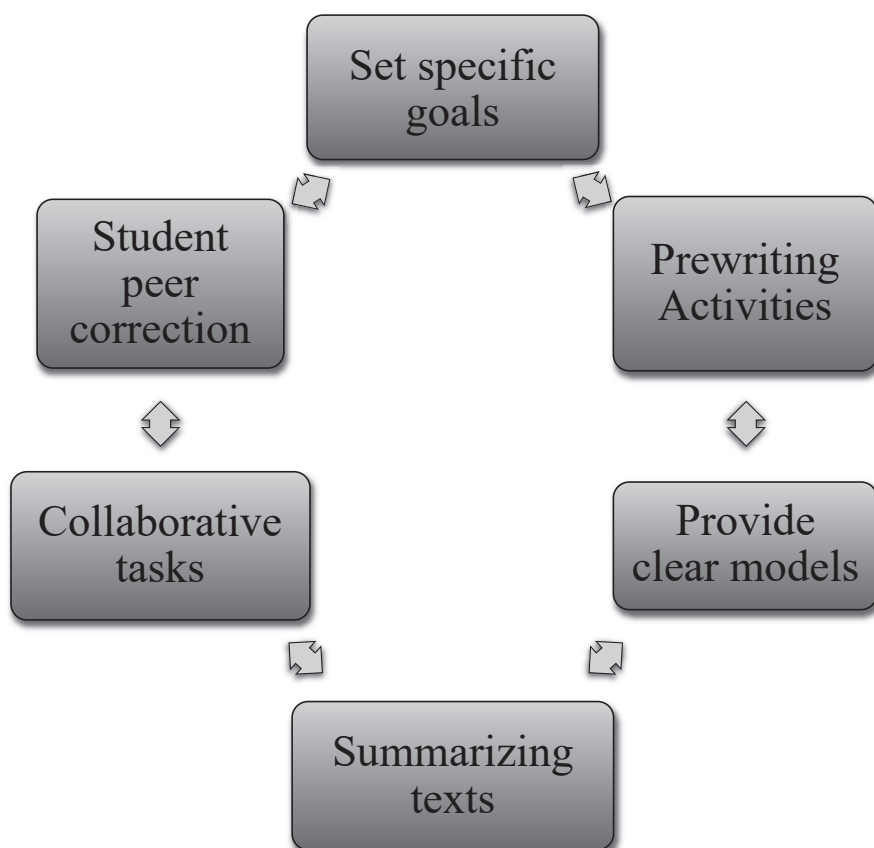 Set specific
goals
Prewriting
Activities
Provide
clear models
Summarizing
texts
Collaborative
tasks
Student
peer
correction